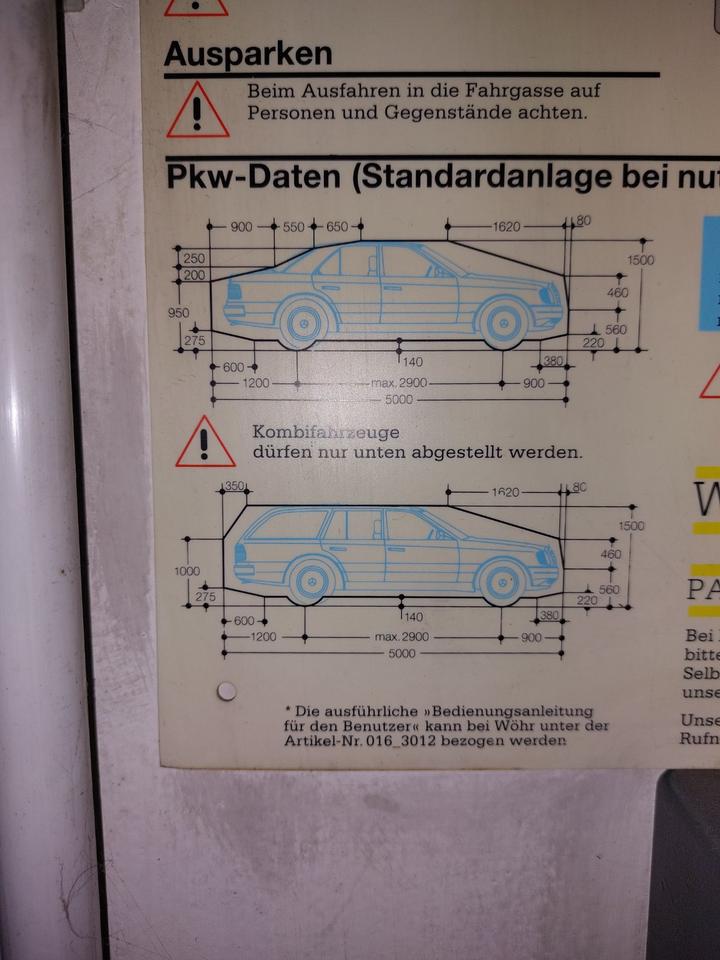 Ausparken
Beim Ausfahren in die Fahrgasse auf
Personen und Gegenstände achten.
Pkw-Daten (Standardanlage bei nut
900 550 650 1620 80
250
200
950
275
1500
460
560
220
600 140 380
1200 max. 2900 900
5000
Kombifahrzeuge
dürfen nur unten abgestellt werden.
350 1620 80
1500
1000
275
460
560
220
600 140 380
1200 max. 2900 900
5000
* Die ausführliche »Bedienungsanleitung
für den Benutzer« kann bei Wöhr unter der
Artikel-Nr. 016_3012 bezogen werden
W
PA
Bei
bitte
Selb
unse
Unse
Rufn